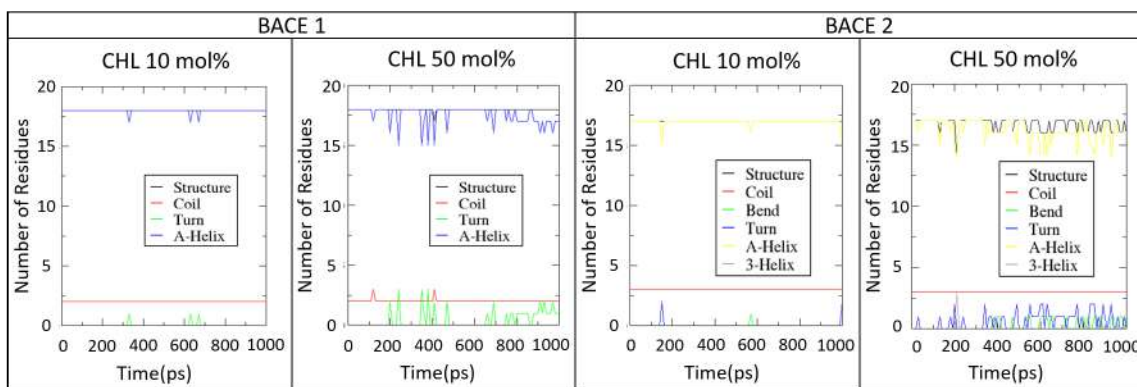 BACE 1
BACE 2
CHL 10 mol%
Number of Residues
20
15
10
5
0
Structure
Coil
Turn
A-Helix
0 200 400 600 800 1000
Time(ps)
CHL 50 mol%
Number of Residues
20
15
10
5
0
Structure
Coil
Turn
A-Helix
0 200 400 600 800 1000
Time(ps)
CHL 10 mol%
Number of Residues
20
15
10
5
0
Structure
Coil
Bend
Turn
A-Helix
3-Helix
0 200 400 600 800 1000
Time(ps)
CHL 50 mol%
Number of Residues
20
15
10
5
0
Structure
Coil
Bend
Turn
A-Helix
3-Helix
0 200 400 600 800 1000
Time(ps)